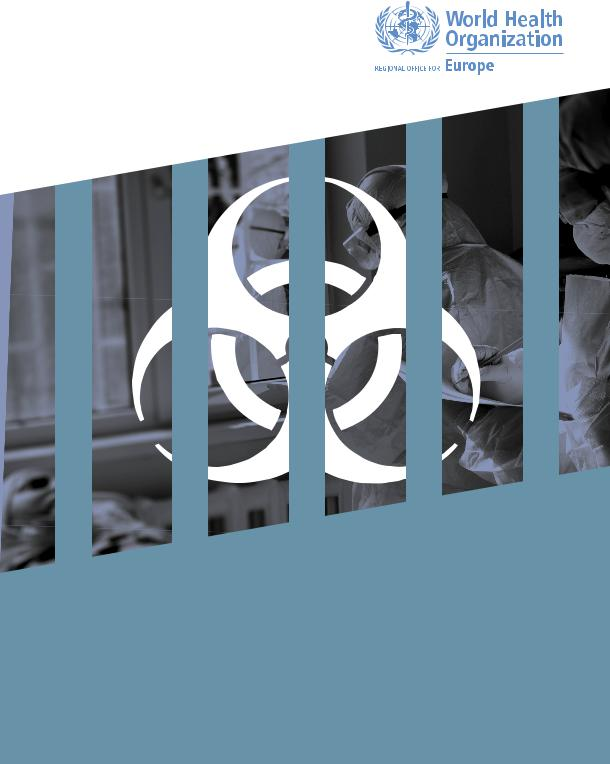 World Health
Organization
REGIONAL OFFICE FOR Europe